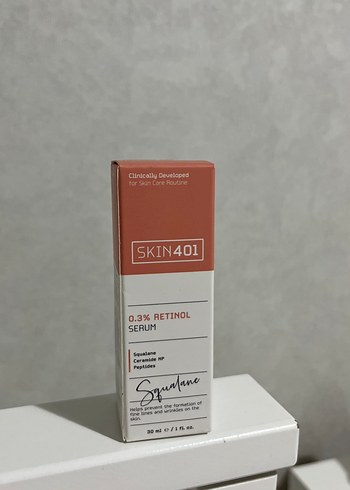 Clinically Developed
for Skin Care Routine
SKIN401
0.3% RETINOL
SERUM
Squalane
Ceramide NP
Peptides
Squalane
Helps prevent the formation of
fine lines and wrinkles on the
skin.
30 ml e / 1 fl. oz.